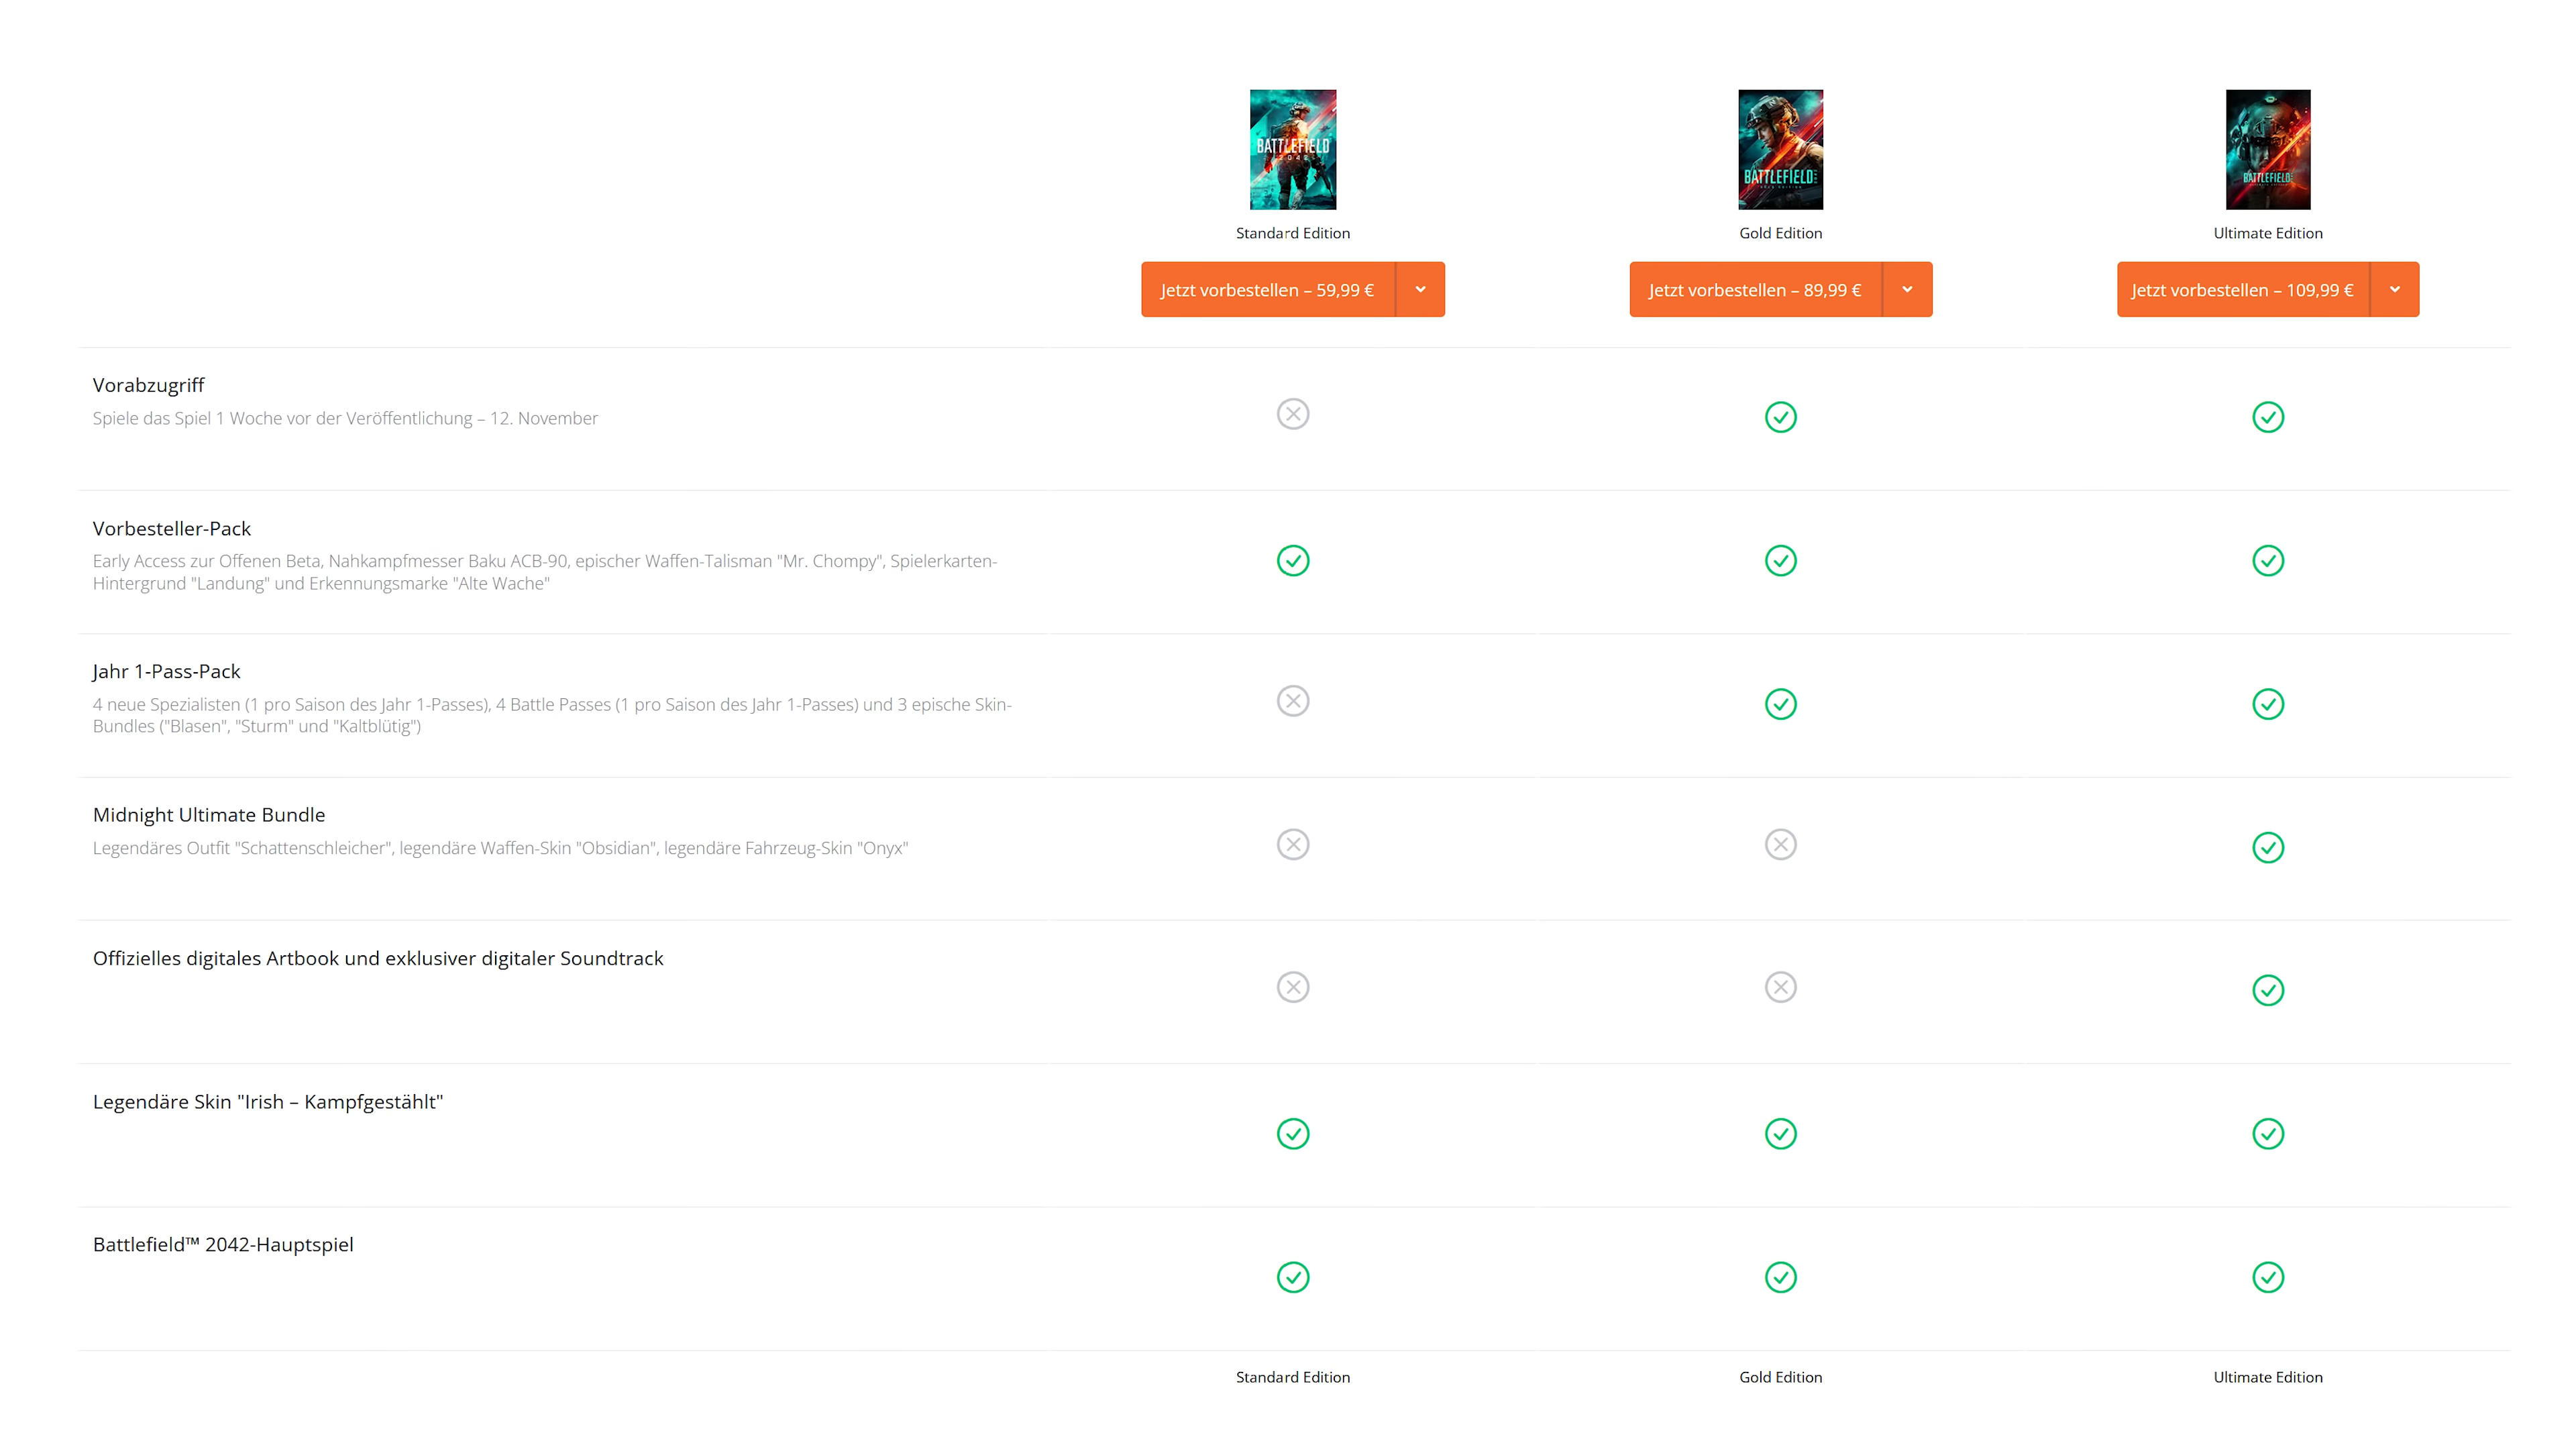 BATTLEFIELD
2042
BATTLEFIELD
BATTLEFIELD
Standard Edition
Gold Edition
Ultimate Edition
Jetzt vorbestellen – 59,99 €
Jetzt vorbestellen – 89,99 €
Jetzt vorbestellen – 109,99 €
Vorabzugriff
Spiele das Spiel 1 Woche vor der Veröffentlichung – 12. November
Vorbesteller-Pack
Early Access zur Offenen Beta, Nahkampfmesser Baku ACB-90, epischer Waffen-Talisman "Mr. Chompy", Spielerkarten-
Hintergrund "Landung" und Erkennungsmarke "Alte Wache"
Jahr 1-Pass-Pack
4 neue Spezialisten (1 pro Saison des Jahr 1-Passes), 4 Battle Passes (1 pro Saison des Jahr 1-Passes) und 3 epische Skin-
Bundles ("Blasen", "Sturm" und "Kaltblütig")
Midnight Ultimate Bundle
Legendäres Outfit "Schattenschleicher", legendäre Waffen-Skin "Obsidian", legendäre Fahrzeug-Skin "Onyx"
Offizielles digitales Artbook und exklusiver digitaler Soundtrack
Legendäre Skin "Irish – Kampfgestählt"
Battlefield™ 2042-Hauptspiel
Standard Edition
Gold Edition
Ultimate Edition